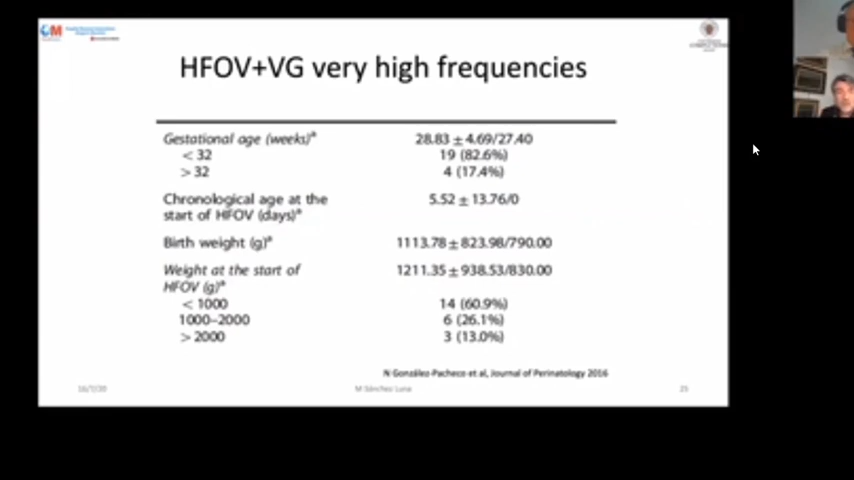 HFOV+VG very high frequencies
Gestational age (weeks)ᵃ 28.83 ± 4.69/27.40
< 32 19 (82.6%)
> 32 4 (17.4%)
Chronological age at the 5.52 ± 13.76/0
start of HFOV (days)ᵃ
Birth weight (g)ᵃ 1113.78 ± 823.98/790.00
Weight at the start of 1211.35 ± 938.53/830.00
HFOV (g)ᵃ
< 1000 14 (60.9%)
1000–2000 6 (26.1%)
> 2000 3 (13.0%)
N González-Pacheco et al, Journal of Perinatology 2016
16/7/20 M Sánchez Luna 25